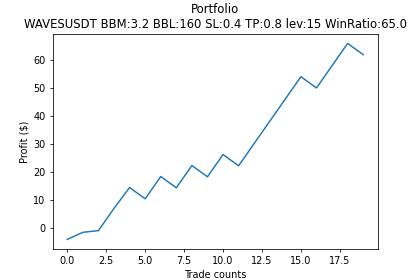 Portfolio
WAVESUSDT BBM:3.2 BBL:160 SL:0.4 TP:0.8 lev:15 WinRatio:65.0
Profit ($)
60
50
40
30
20
10
0
0.0 2.5 5.0 7.5 10.0 12.5 15.0 17.5
Trade counts